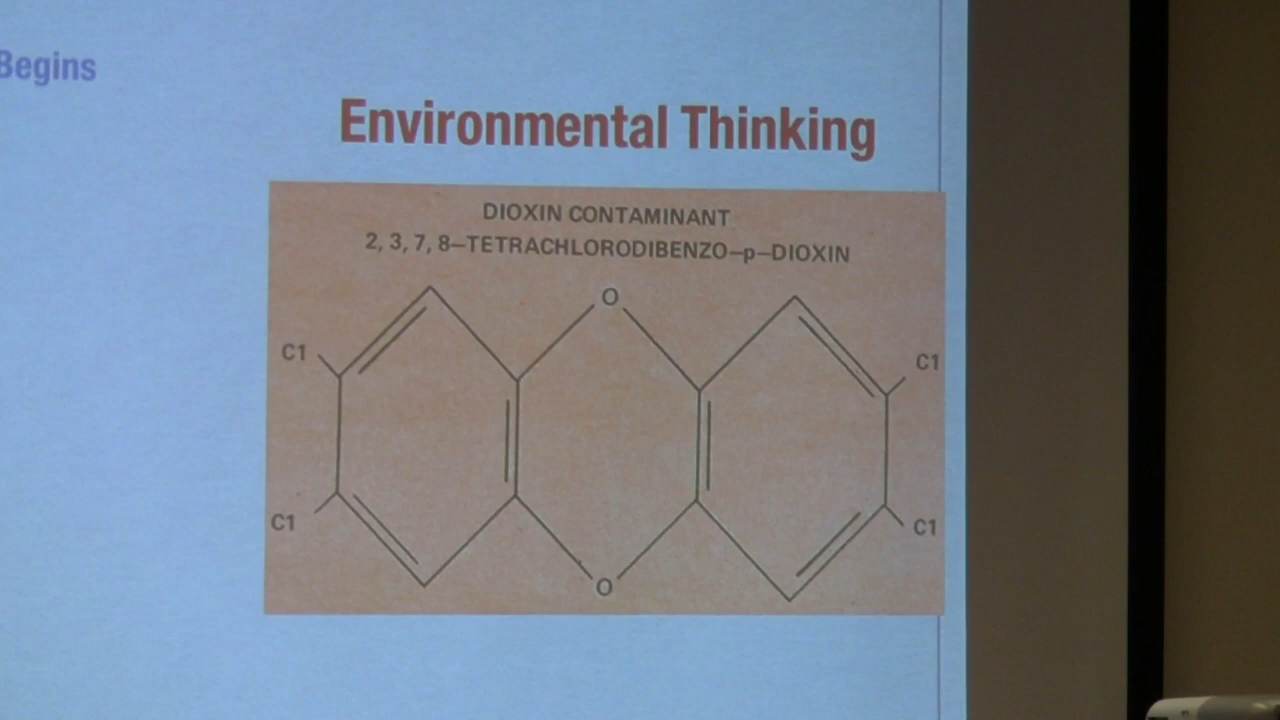 Begins
Environmental Thinking
DIOXIN CONTAMINANT
2, 3, 7, 8–TETRACHLORODIBENZO–p–DIOXIN
O
C1
C1
C1
C1
O